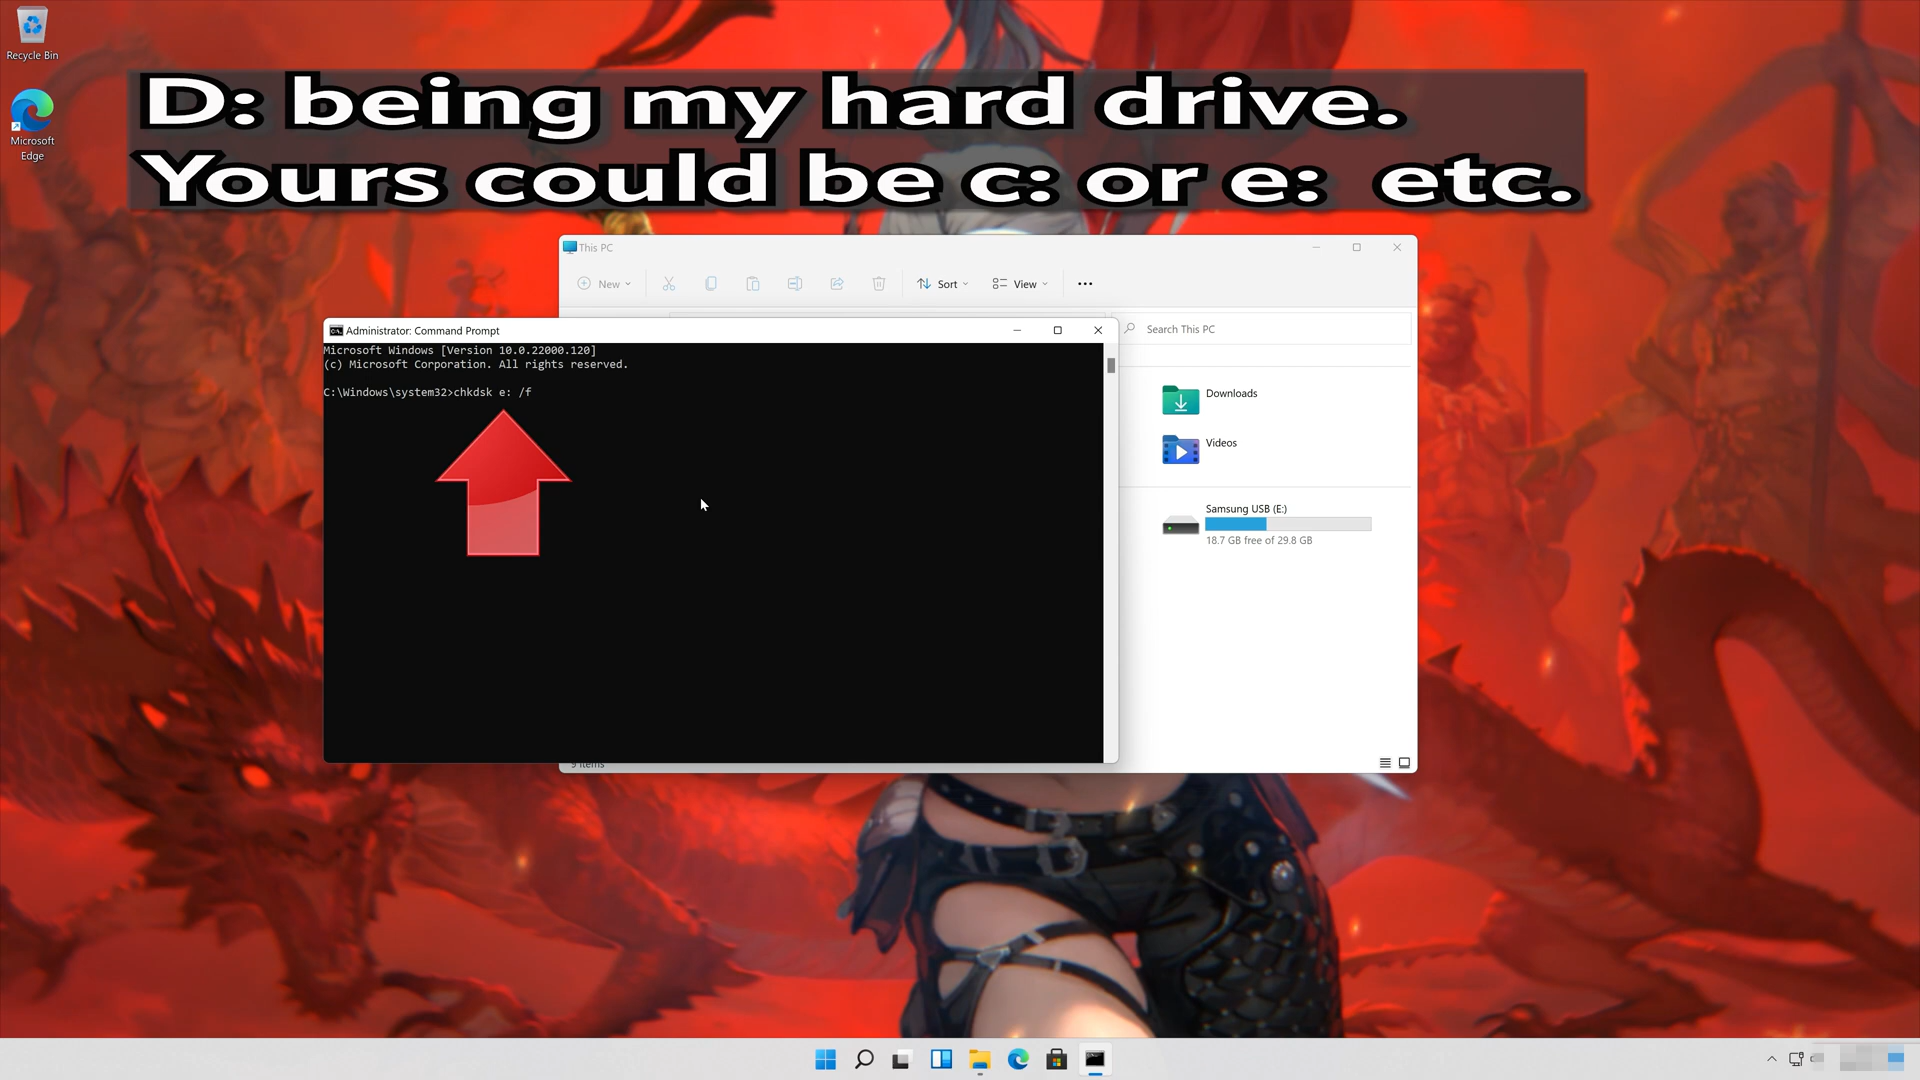 Recycle Bin
Microsoft
Edge
D: being my hard drive.
Yours could be c: or e:  etc.
This PC
New
Sort
View
Search This PC
Administrator: Command Prompt
Microsoft Windows [Version 10.0.22000.120]
(c) Microsoft Corporation. All rights reserved.
C:\Windows\system32>chkdsk e: /f
Downloads
Videos
Samsung USB (E:)
18.7 GB free of 29.8 GB
9 items